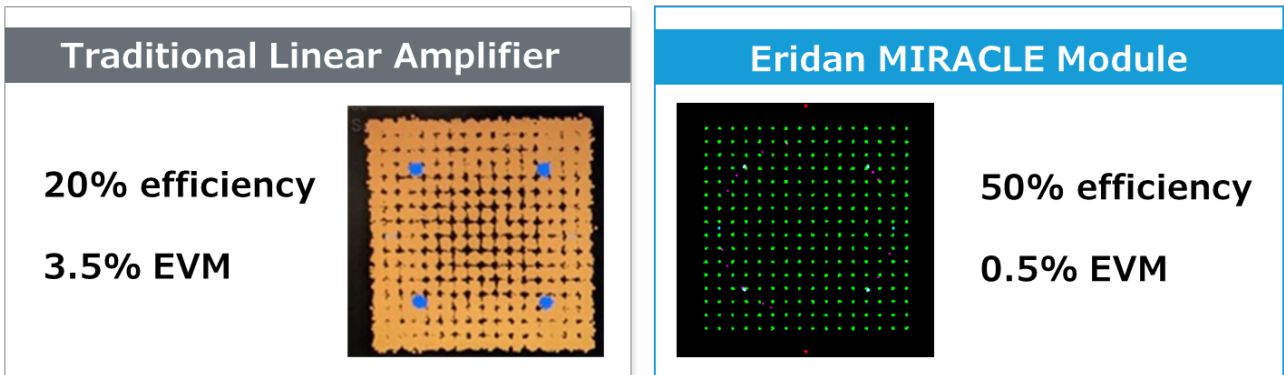 Traditional Linear Amplifier
20% efficiency
3.5% EVM
Eridan MIRACLE Module
50% efficiency
0.5% EVM